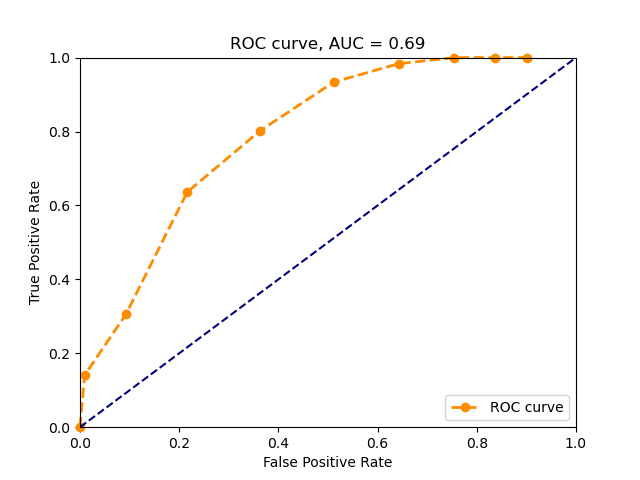 ROC curve, AUC = 0.69
1.0
0.8
0.6
0.4
0.2
0.0
True Positive Rate
ROC curve
0.0 0.2 0.4 0.6 0.8 1.0
False Positive Rate